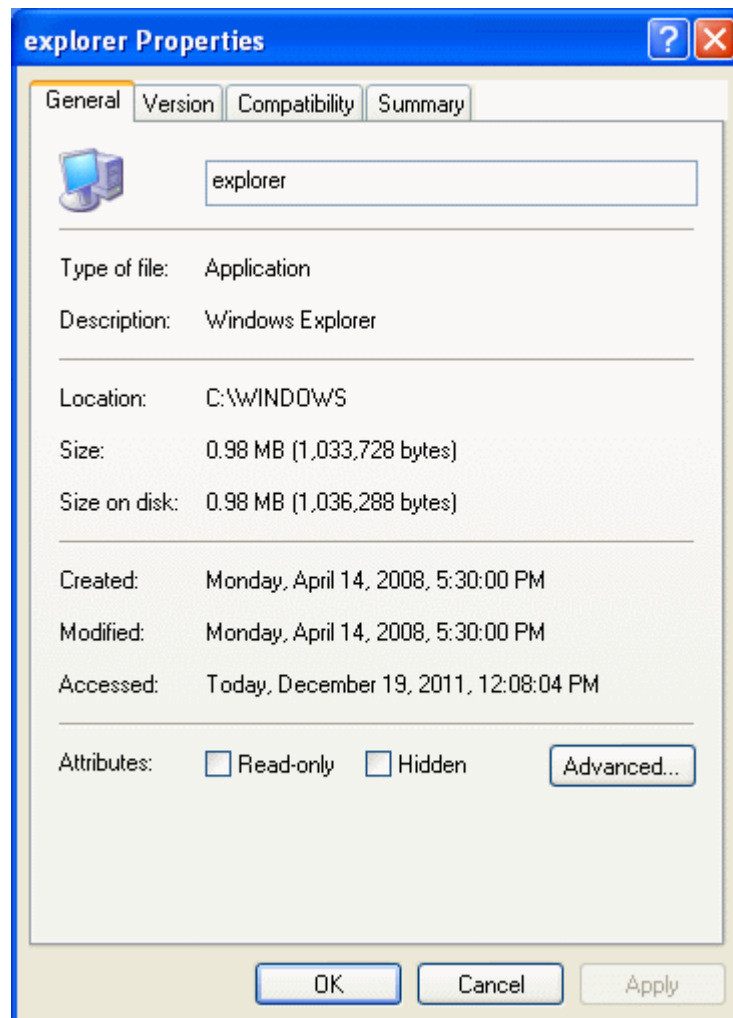 explorer Properties
?
General Version Compatibility Summary
explorer
Type of file: Application
Description: Windows Explorer
Location: C:\WINDOWS
Size: 0.98 MB (1,033,728 bytes)
Size on disk: 0.98 MB (1,036,288 bytes)
Created: Monday, April 14, 2008, 5:30:00 PM
Modified: Monday, April 14, 2008, 5:30:00 PM
Accessed: Today, December 19, 2011, 12:08:04 PM
Attributes: Read-only Hidden Advanced...
OK Cancel Apply